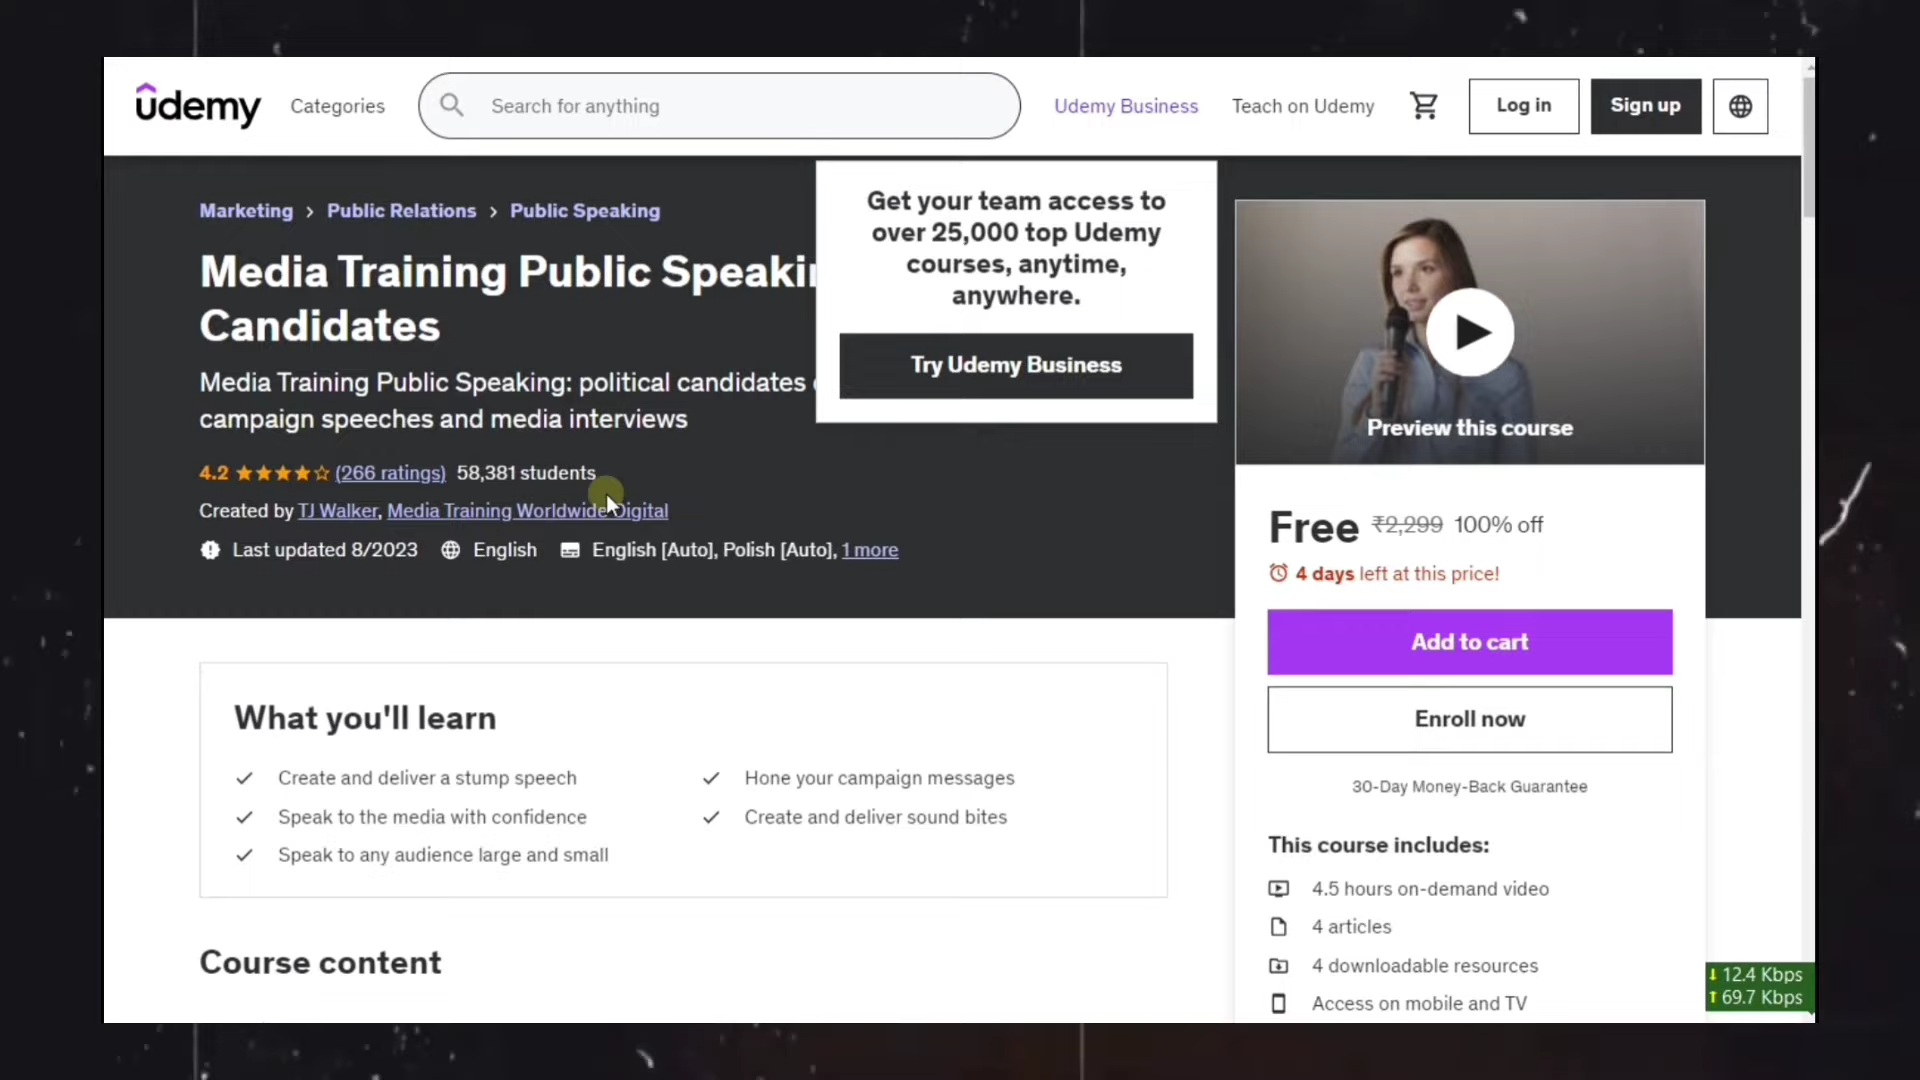 udemy
Categories
Search for anything
Udemy Business
Teach on Udemy
Log in
Sign up
Marketing > Public Relations > Public Speaking
Media Training Public
Candidates
Media Training Public Speaking: political candidates
campaign speeches and media interviews
4.2 (266 ratings) 58,381 students
Created by TJ Walker, Media Training Worldwide Digital
Last updated 8/2023 English English [Auto], Polish [Auto], 1 more
Get your team access to
over 25,000 top Udemy
courses, anytime,
anywhere.
Try Udemy Business
Preview this course
Free ₹2,299 100% off
4 days left at this price!
Add to cart
Enroll now
30-Day Money-Back Guarantee
This course includes:
4.5 hours on-demand video
4 articles
4 downloadable resources
Access on mobile and TV
What you'll learn
Create and deliver a stump speech
Hone your campaign messages
Speak to the media with confidence
Create and deliver sound bites
Speak to any audience large and small
Course content
12.4 Kbps
69.7 Kbps